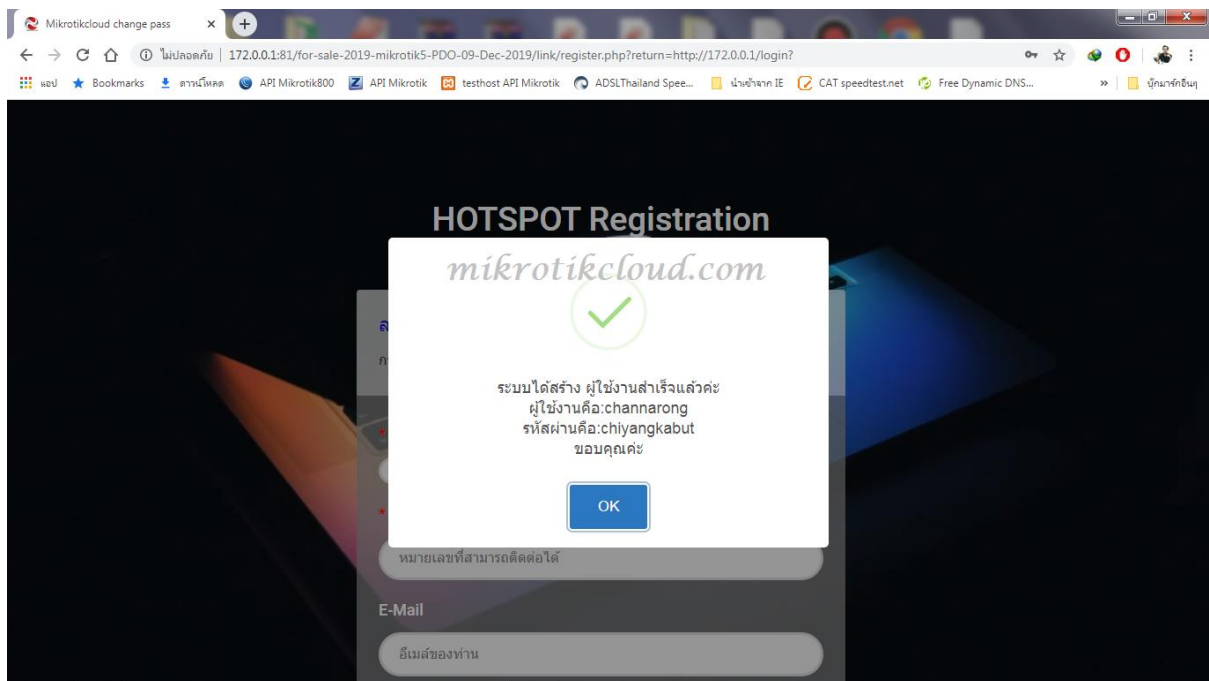 Mikrotikcloud change pass
ไม่ปลอดภัย | 172.0.0.1:81/for-sale-2019-mikrotik5-PDO-09-Dec-2019/link/register.php?return=http://172.0.0.1/login?
แอป Bookmarks ดาวน์โหลด API Mikrotik800 API Mikrotik testhost API Mikrotik ADSLThailand Spee... นำเข้าจาก IE CAT speedtest.net Free Dynamic DNS... » บุ๊กมาร์กอื่นๆ
HOTSPOT Registration
mikrotikcloud.com
ระบบได้สร้าง ผู้ใช้งานสำเร็จแล้วค่ะ
ผู้ใช้งานคือ:channarong
รหัสผ่านคือ:chiyangkabut
ขอบคุณค่ะ
OK
หมายเลขที่สามารถติดต่อได้
E-Mail
อีเมล์ของท่าน